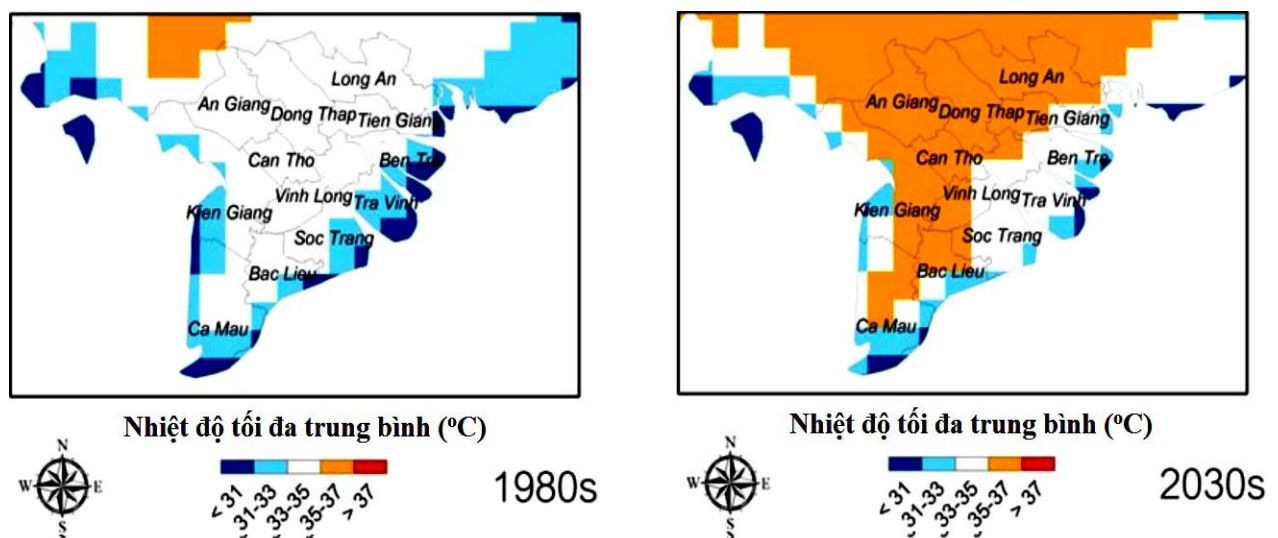 Long An
An Giang
Dong Thap
Tien Giang
Can Tho
Ben Tre
Vinh Long
Tra Vinh
Kien Giang
Soc Trang
Bac Lieu
Ca Mau
Nhiệt độ tối đa trung bình (ºC)
N
W
E
S
< 31
31-33
33-35
35-37
> 37
1980s
Long An
An Giang
Dong Thap
Tien Giang
Can Tho
Ben Tre
Vinh Long
Tra Vinh
Kien Giang
Soc Trang
Bac Lieu
Ca Mau
Nhiệt độ tối đa trung bình (ºC)
N
W
E
S
< 31
31-33
33-35
35-37
> 37
2030s